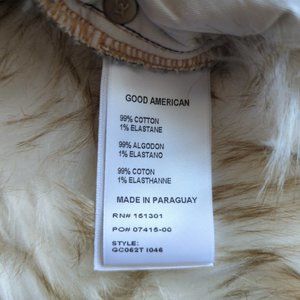 GOOD AMERICAN
99% COTTON
1% ELASTANE
99% ALGODON
1% ELASTANO
99% COTON
1% ELASTHANNE
MADE IN PARAGUAY
RN# 151301
PO# 07415-00
STYLE:
GC062T I046